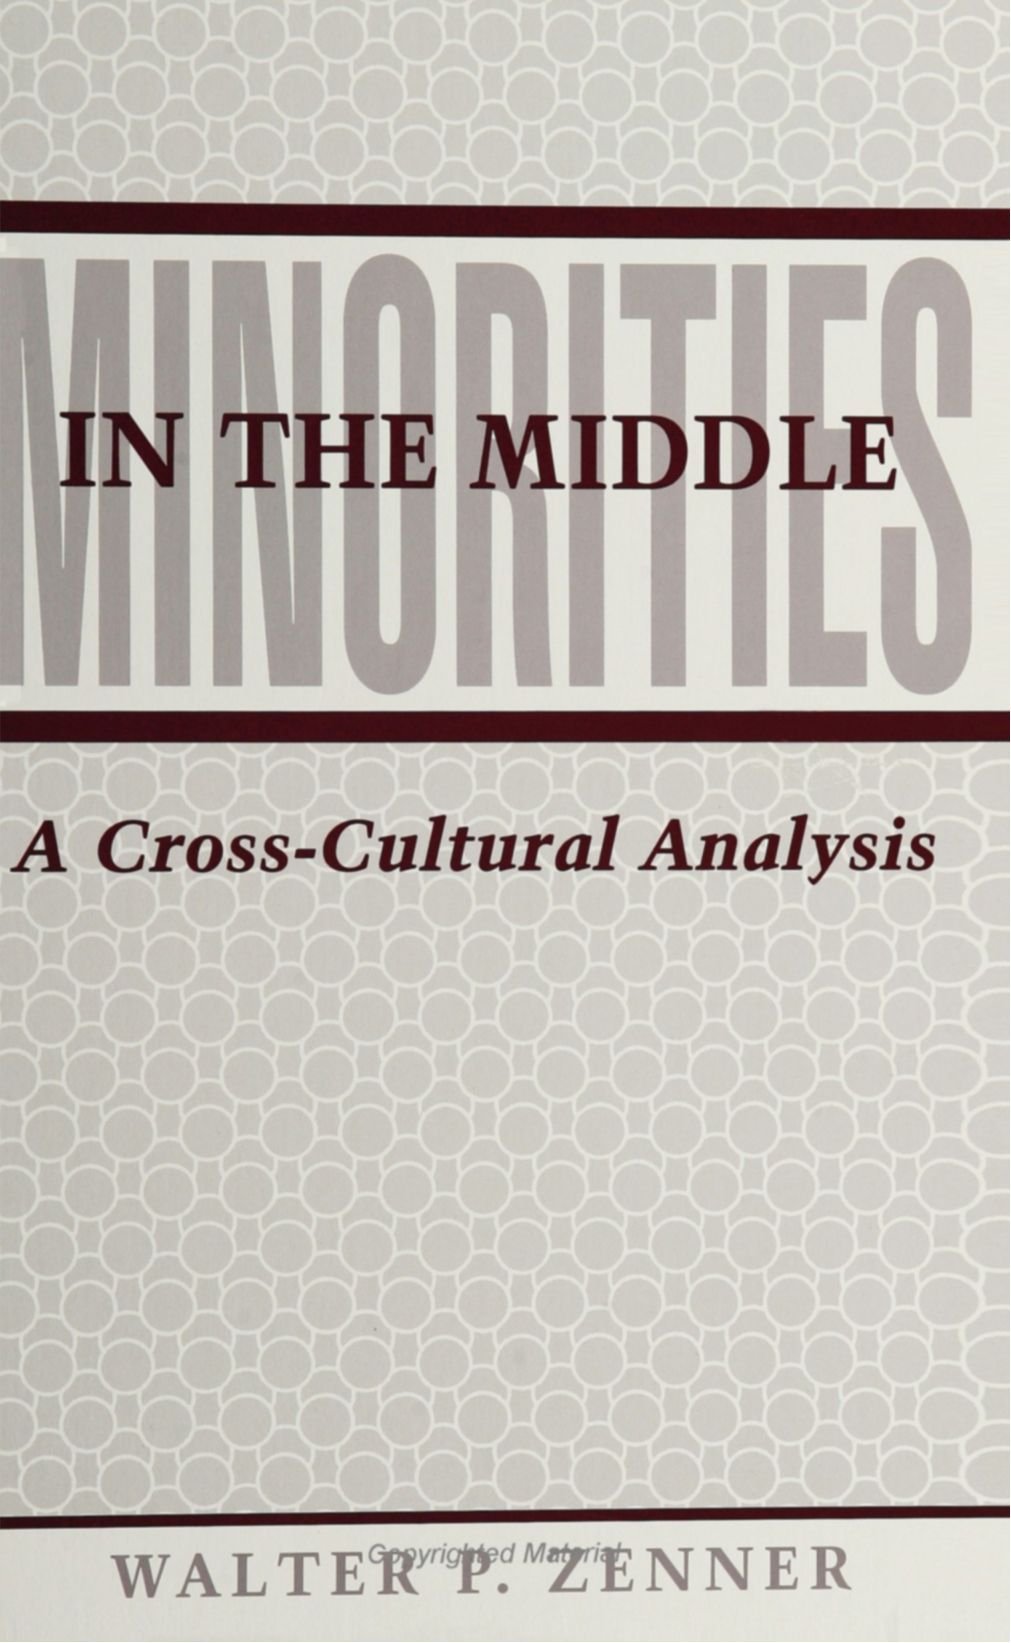 MINORITIES
IN THE MIDDLE
A Cross-Cultural Analysis
Copyrighted Material
WALTER P. ZENNER